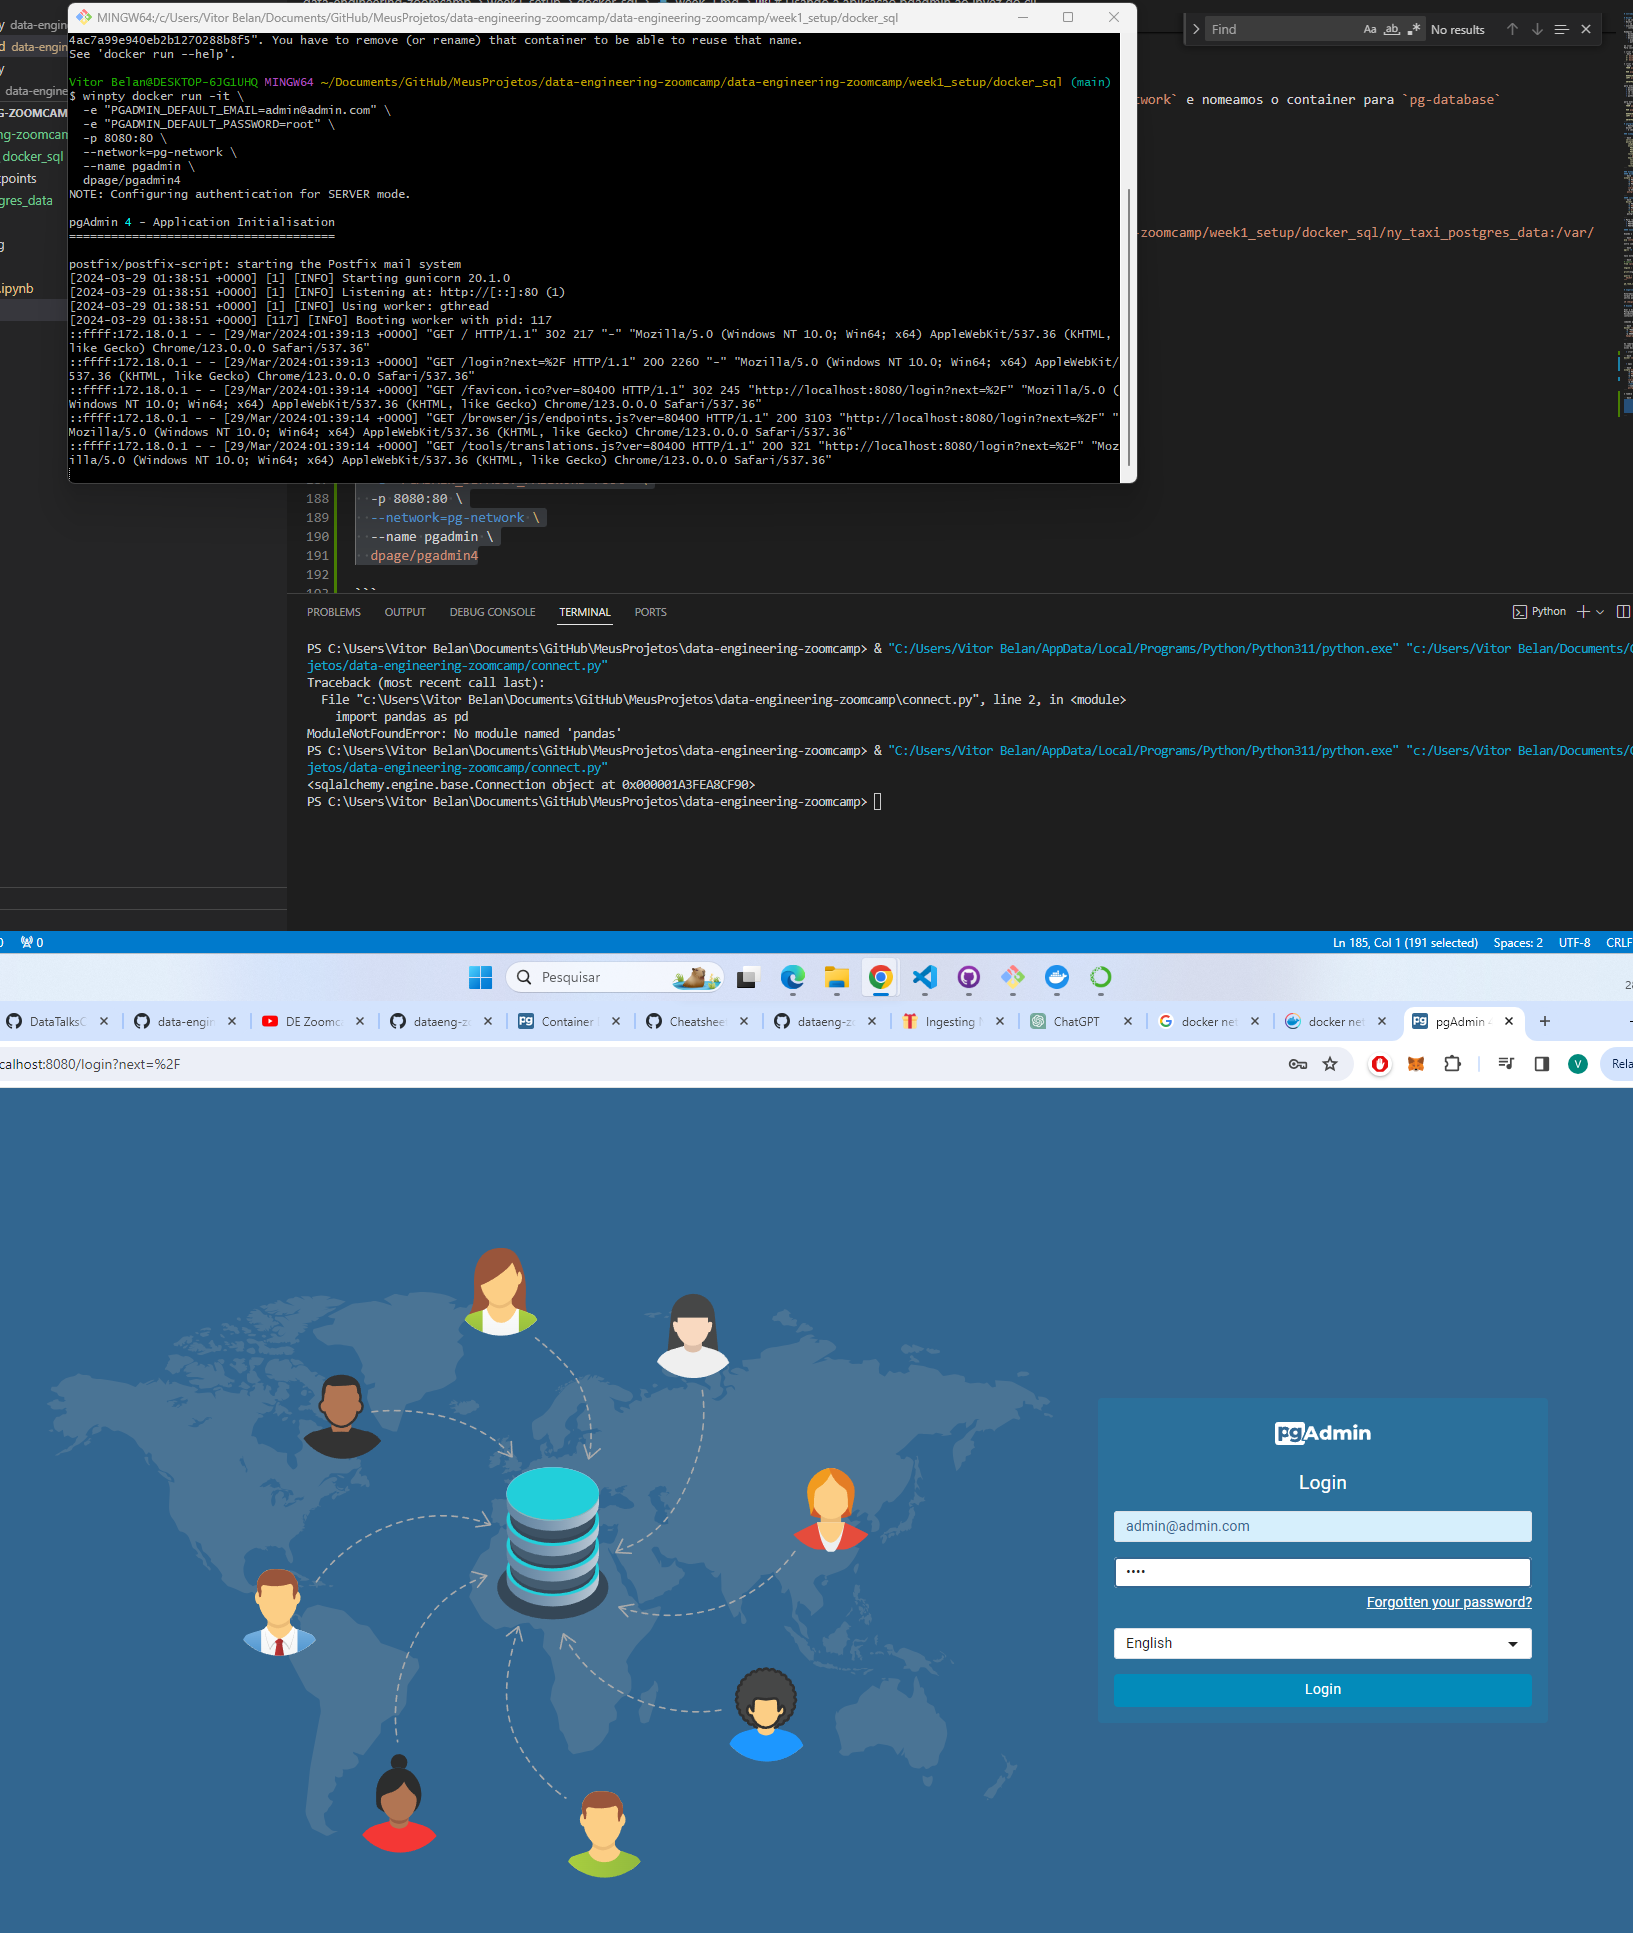 MINGW64:/c/Users/Vitor Belan/Documents/GitHub/MeusProjetos/data-engineering-zoomcamp/data-engineering-zoomcamp/week1_setup/docker_sql
4ac7a99e940eb2b1270288b8f5". You have to remove (or rename) that container to be able to reuse that name.
See 'docker run --help'.
Vitor Belan@DESKTOP-6JG1UHQ MINGW64 ~/Documents/GitHub/MeusProjetos/data-engineering-zoomcamp/data-engineering-zoomcamp/week1_setup/docker_sql (main)
$ winpty docker run -it \
-e "PGADMIN_DEFAULT_EMAIL=admin@admin.com" \
-e "PGADMIN_DEFAULT_PASSWORD=root" \
-p 8080:80 \
--network=pg-network \
--name pgadmin \
dpage/pgadmin4
NOTE: Configuring authentication for SERVER mode.
pgAdmin 4 - Application Initialisation
======================================
postfix/postfix-script: starting the Postfix mail system
[2024-03-29 01:38:51 +0000] [1] [INFO] Starting gunicorn 20.1.0
[2024-03-29 01:38:51 +0000] [1] [INFO] Listening at: http://[::]:80 (1)
[2024-03-29 01:38:51 +0000] [1] [INFO] Using worker: gthread
[2024-03-29 01:38:51 +0000] [117] [INFO] Booting worker with pid: 117
::ffff:172.18.0.1 - - [29/Mar/2024:01:39:13 +0000] "GET / HTTP/1.1" 302 217 "-" "Mozilla/5.0 (Windows NT 10.0; Win64; x64) AppleWebKit/537.36 (KHTML,
like Gecko) Chrome/123.0.0.0 Safari/537.36"
::ffff:172.18.0.1 - - [29/Mar/2024:01:39:13 +0000] "GET /login?next=%2F HTTP/1.1" 200 2260 "-" "Mozilla/5.0 (Windows NT 10.0; Win64; x64) AppleWebKit/
537.36 (KHTML, like Gecko) Chrome/123.0.0.0 Safari/537.36"
::ffff:172.18.0.1 - - [29/Mar/2024:01:39:14 +0000] "GET /favicon.ico?ver=80400 HTTP/1.1" 302 245 "http://localhost:8080/login?next=%2F" "Mozilla/5.0 (
Windows NT 10.0; Win64; x64) AppleWebKit/537.36 (KHTML, like Gecko) Chrome/123.0.0.0 Safari/537.36"
::ffff:172.18.0.1 - - [29/Mar/2024:01:39:14 +0000] "GET /browser/js/endpoints.js?ver=80400 HTTP/1.1" 200 3103 "http://localhost:8080/login?next=%2F" "
Mozilla/5.0 (Windows NT 10.0; Win64; x64) AppleWebKit/537.36 (KHTML, like Gecko) Chrome/123.0.0.0 Safari/537.36"
::ffff:172.18.0.1 - - [29/Mar/2024:01:39:14 +0000] "GET /tools/translations.js?ver=80400 HTTP/1.1" 200 321 "http://localhost:8080/login?next=%2F" "Moz
illa/5.0 (Windows NT 10.0; Win64; x64) AppleWebKit/537.36 (KHTML, like Gecko) Chrome/123.0.0.0 Safari/537.36"
y data-engin
d data-engin
y
data-engine
G-ZOOMCAM
ng-zoomcam
docker_sql
points
gres_data
g
.ipynb
Find
Aa ab .* No results
twork` e nomeamos o container para `pg-database`
-zoomcamp/week1_setup/docker_sql/ny_taxi_postgres_data:/var/
188 -p 8080:80 \
189 --network=pg-network \
190 --name pgadmin \
191 dpage/pgadmin4
192
193 ```
PROBLEMS OUTPUT DEBUG CONSOLE TERMINAL PORTS
Python
PS C:\Users\Vitor Belan\Documents\GitHub\MeusProjetos\data-engineering-zoomcamp> & "C:/Users/Vitor Belan/AppData/Local/Programs/Python/Python311/python.exe" "c:/Users/Vitor Belan/Documents/
jetos/data-engineering-zoomcamp/connect.py"
Traceback (most recent call last):
File "c:\Users\Vitor Belan\Documents\GitHub\MeusProjetos\data-engineering-zoomcamp\connect.py", line 2, in <module>
import pandas as pd
ModuleNotFoundError: No module named 'pandas'
PS C:\Users\Vitor Belan\Documents\GitHub\MeusProjetos\data-engineering-zoomcamp> & "C:/Users/Vitor Belan/AppData/Local/Programs/Python/Python311/python.exe" "c:/Users/Vitor Belan/Documents/
jetos/data-engineering-zoomcamp/connect.py"
<sqlalchemy.engine.base.Connection object at 0x000001A3FEA8CF90>
PS C:\Users\Vitor Belan\Documents\GitHub\MeusProjetos\data-engineering-zoomcamp>
0
Ln 185, Col 1 (191 selected) Spaces: 2 UTF-8 CRLF
Pesquisar
DataTalksC data-engin DE Zoomc dataeng-z Container Cheatshee dataeng-z Ingesting ChatGPT docker net docker net pgAdmin
calhost:8080/login?next=%2F
V
Rela
pgAdmin
Login
admin@admin.com
••••
Forgotten your password?
English
Login